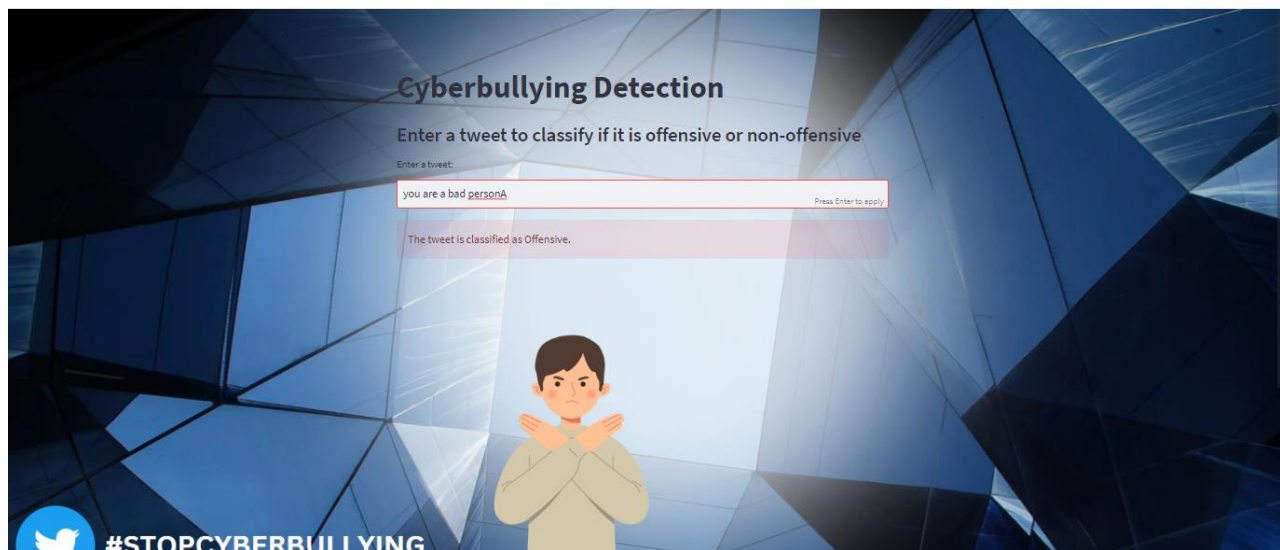 Cyberbullying Detection
Enter a tweet to classify if it is offensive or non-offensive
Enter a tweet:
you are a bad personA
Press Enter to apply
The tweet is classified as Offensive.
#STOPCYBERBULLYING